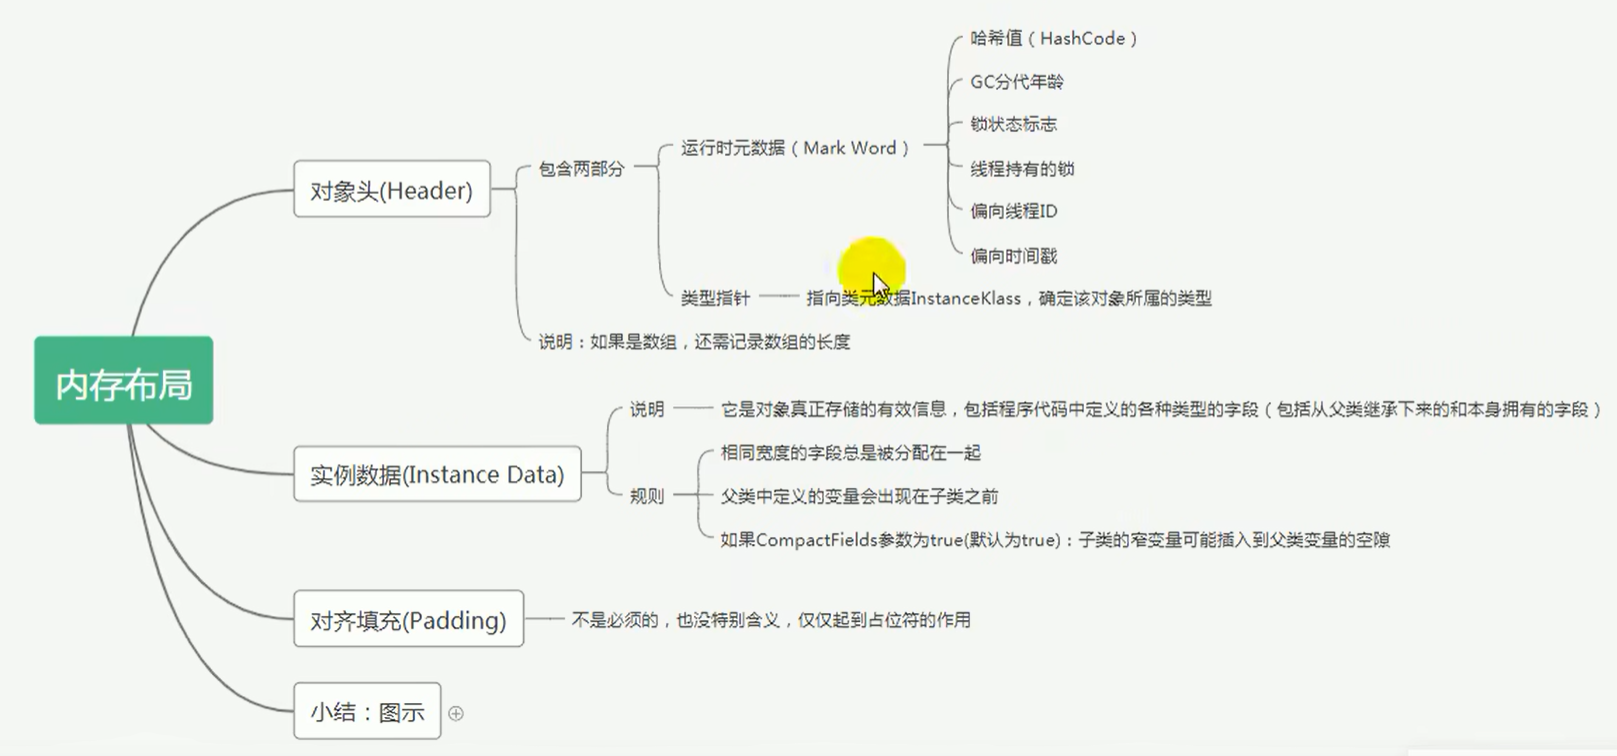 内存布局
对象头(Header)
包含两部分
运行时元数据（Mark Word）
哈希值（HashCode）
GC分代年龄
锁状态标志
线程持有的锁
偏向线程ID
偏向时间戳
类型指针
指向类元数据InstanceKlass，确定该对象所属的类型
说明：如果是数组，还需记录数组的长度
实例数据(Instance Data)
说明
它是对象真正存储的有效信息，包括程序代码中定义的各种类型的字段（包括从父类继承下来的和本身拥有的字段）
规则
相同宽度的字段总是被分配在一起
父类中定义的变量会出现在子类之前
如果CompactFields参数为true(默认为true)：子类的窄变量可能插入到父类变量的空隙
对齐填充(Padding)
不是必须的，也没特别含义，仅仅起到占位符的作用
小结：图示